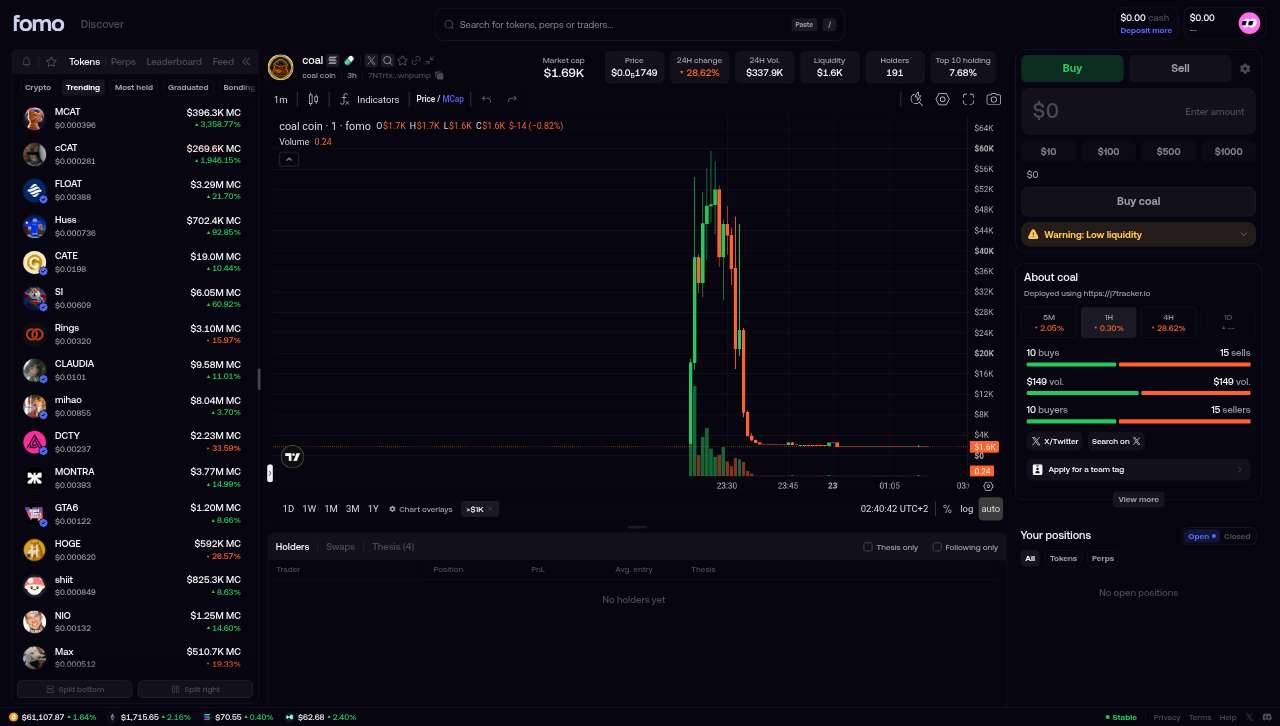 fomo Discover
Search for tokens, perps or traders... Paste /
$0.00 cash
Deposit more
$0.00
—
Tokens Perps Leaderboard Feed
Crypto Trending Most held Graduated Bonding
MCAT $396.3K MC
$0.000396 3,358.77%
cCAT $269.6K MC
$0.000281 1,946.15%
FLOAT $3.29M MC
$0.00388 21.70%
Huss $702.4K MC
$0.000736 92.85%
CATE $19.0M MC
$0.0198 10.44%
SI $6.05M MC
$0.00609 60.92%
Rings $3.10M MC
$0.00320 15.97%
CLAUDIA $9.58M MC
$0.0101 11.01%
mihao $8.04M MC
$0.00855 3.70%
DCTY $2.23M MC
$0.00237 33.59%
MONTRA $3.77M MC
$0.00393 14.99%
GTA6 $1.20M MC
$0.00122 8.66%
HOGE $592K MC
$0.000620 26.57%
shiit $825.3K MC
$0.000849 8.63%
NIO $1.25M MC
$0.00132 14.60%
Max $510.7K MC
$0.000512 19.33%
Split bottom Split right
coal
coal coin 3h 7NTrtx...wnpump
Market cap
$1.69K
Price
$0.0₅1749
24H change
28.62%
24H Vol.
$337.9K
Liquidity
$1.6K
Holders
191
Top 10 holding
7.68%
1m Indicators Price / MCap
coal coin · 1 · fomo O$1.7K H$1.7K L$1.6K C$1.6K $-14 (−0.82%)
Volume 0.24
$64K
$60K
$56K
$52K
$48K
$44K
$40K
$36K
$32K
$28K
$24K
$20K
$16K
$12K
$8K
$4K
$1.6K
$0
0.24
23:30 23:45 23 01:05 03:
1D 1W 1M 3M 1Y Chart overlays >$1K 02:40:42 UTC+2 % log auto
Holders Swaps Thesis (4) Thesis only Following only
Trader Position PnL Avg. entry Thesis
No holders yet
Buy Sell
$0 Enter amount
$10 $100 $500 $1000
$0
Buy coal
Warning: Low liquidity
About coal
Deployed using https://j7tracker.io
5M 1H 4H 1D
2.05% 0.30% 28.62% --
10 buys 15 sells
$149 vol. $149 vol.
10 buyers 15 sellers
X/Twitter Search on X
Apply for a team tag
View more
Your positions Open Closed
All Tokens Perps
No open positions
$61,107.87 1.64% $1,715.65 2.16% $70.55 0.40% $62.68 2.40% Stable Privacy Terms Help